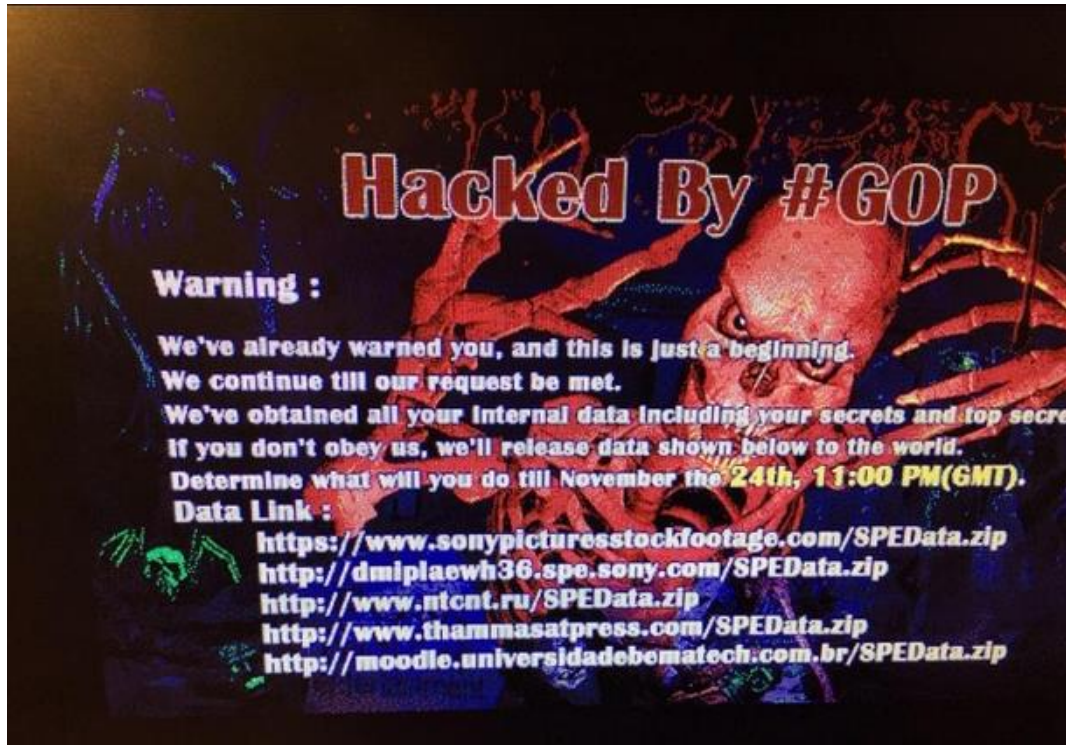 Hacked By #GOP
Warning :
We've already warned you, and this is just a beginning.
We continue till our request be met.
We've obtained all your internal data including your secrets and top
If you don't obey us, we'll release data shown below to the world.
Determine what will you do till November the 24th, 11:00 PM(GMT).
Data Link :
https://www.sonypicturesstockfootage.com/SPEData.zip
http://dmiplaewh36.spe.sony.com/SPEData.zip
http://www.ntcnt.ru/SPEData.zip
http://www.thammasatpress.com/SPEData.zip
http://moodle.universidadebematech.com.br/SPEData.zip